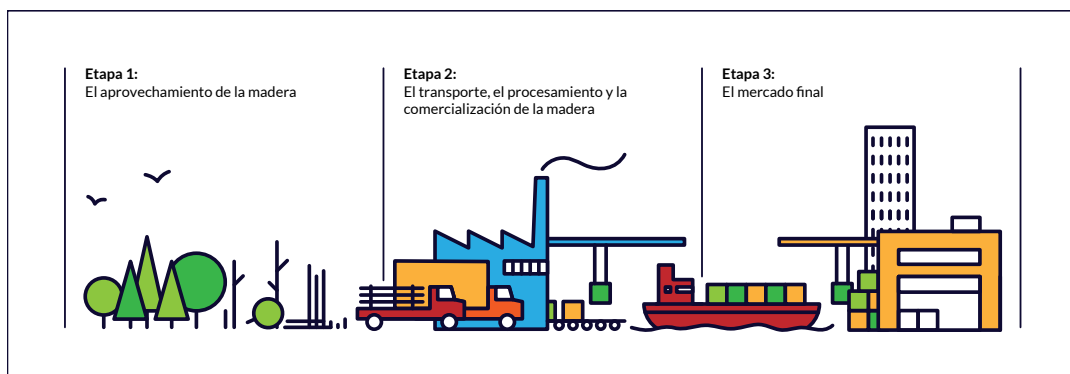 Etapa 1:
El aprovechamiento de la madera
Etapa 2:
El transporte, el procesamiento y la
comercialización de la madera
Etapa 3:
El mercado final